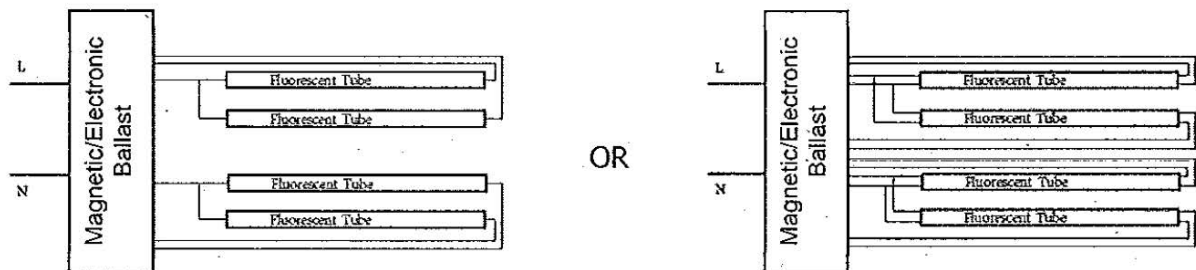 L
N
Magnetic/Electronic
Ballast
Fluorescent Tube
Fluorescent Tube
Fluorescent Tube
Fluorescent Tube
OR
L
N
Magnetic/Electronic
Ballast
Fluorescent Tube
Fluorescent Tube
Fluorescent Tube
Fluorescent Tube